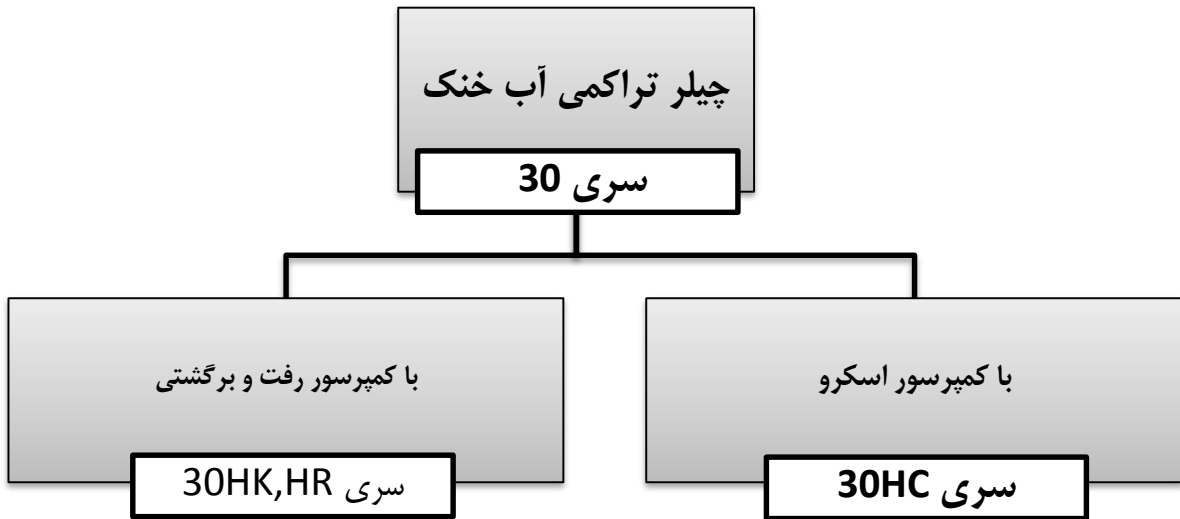 چیلر تراکمی آب خنک
سری 30
با کمپرسور اسکرو
سری 30HC
با کمپرسور رفت و برگشتی
سری 30HK,HR